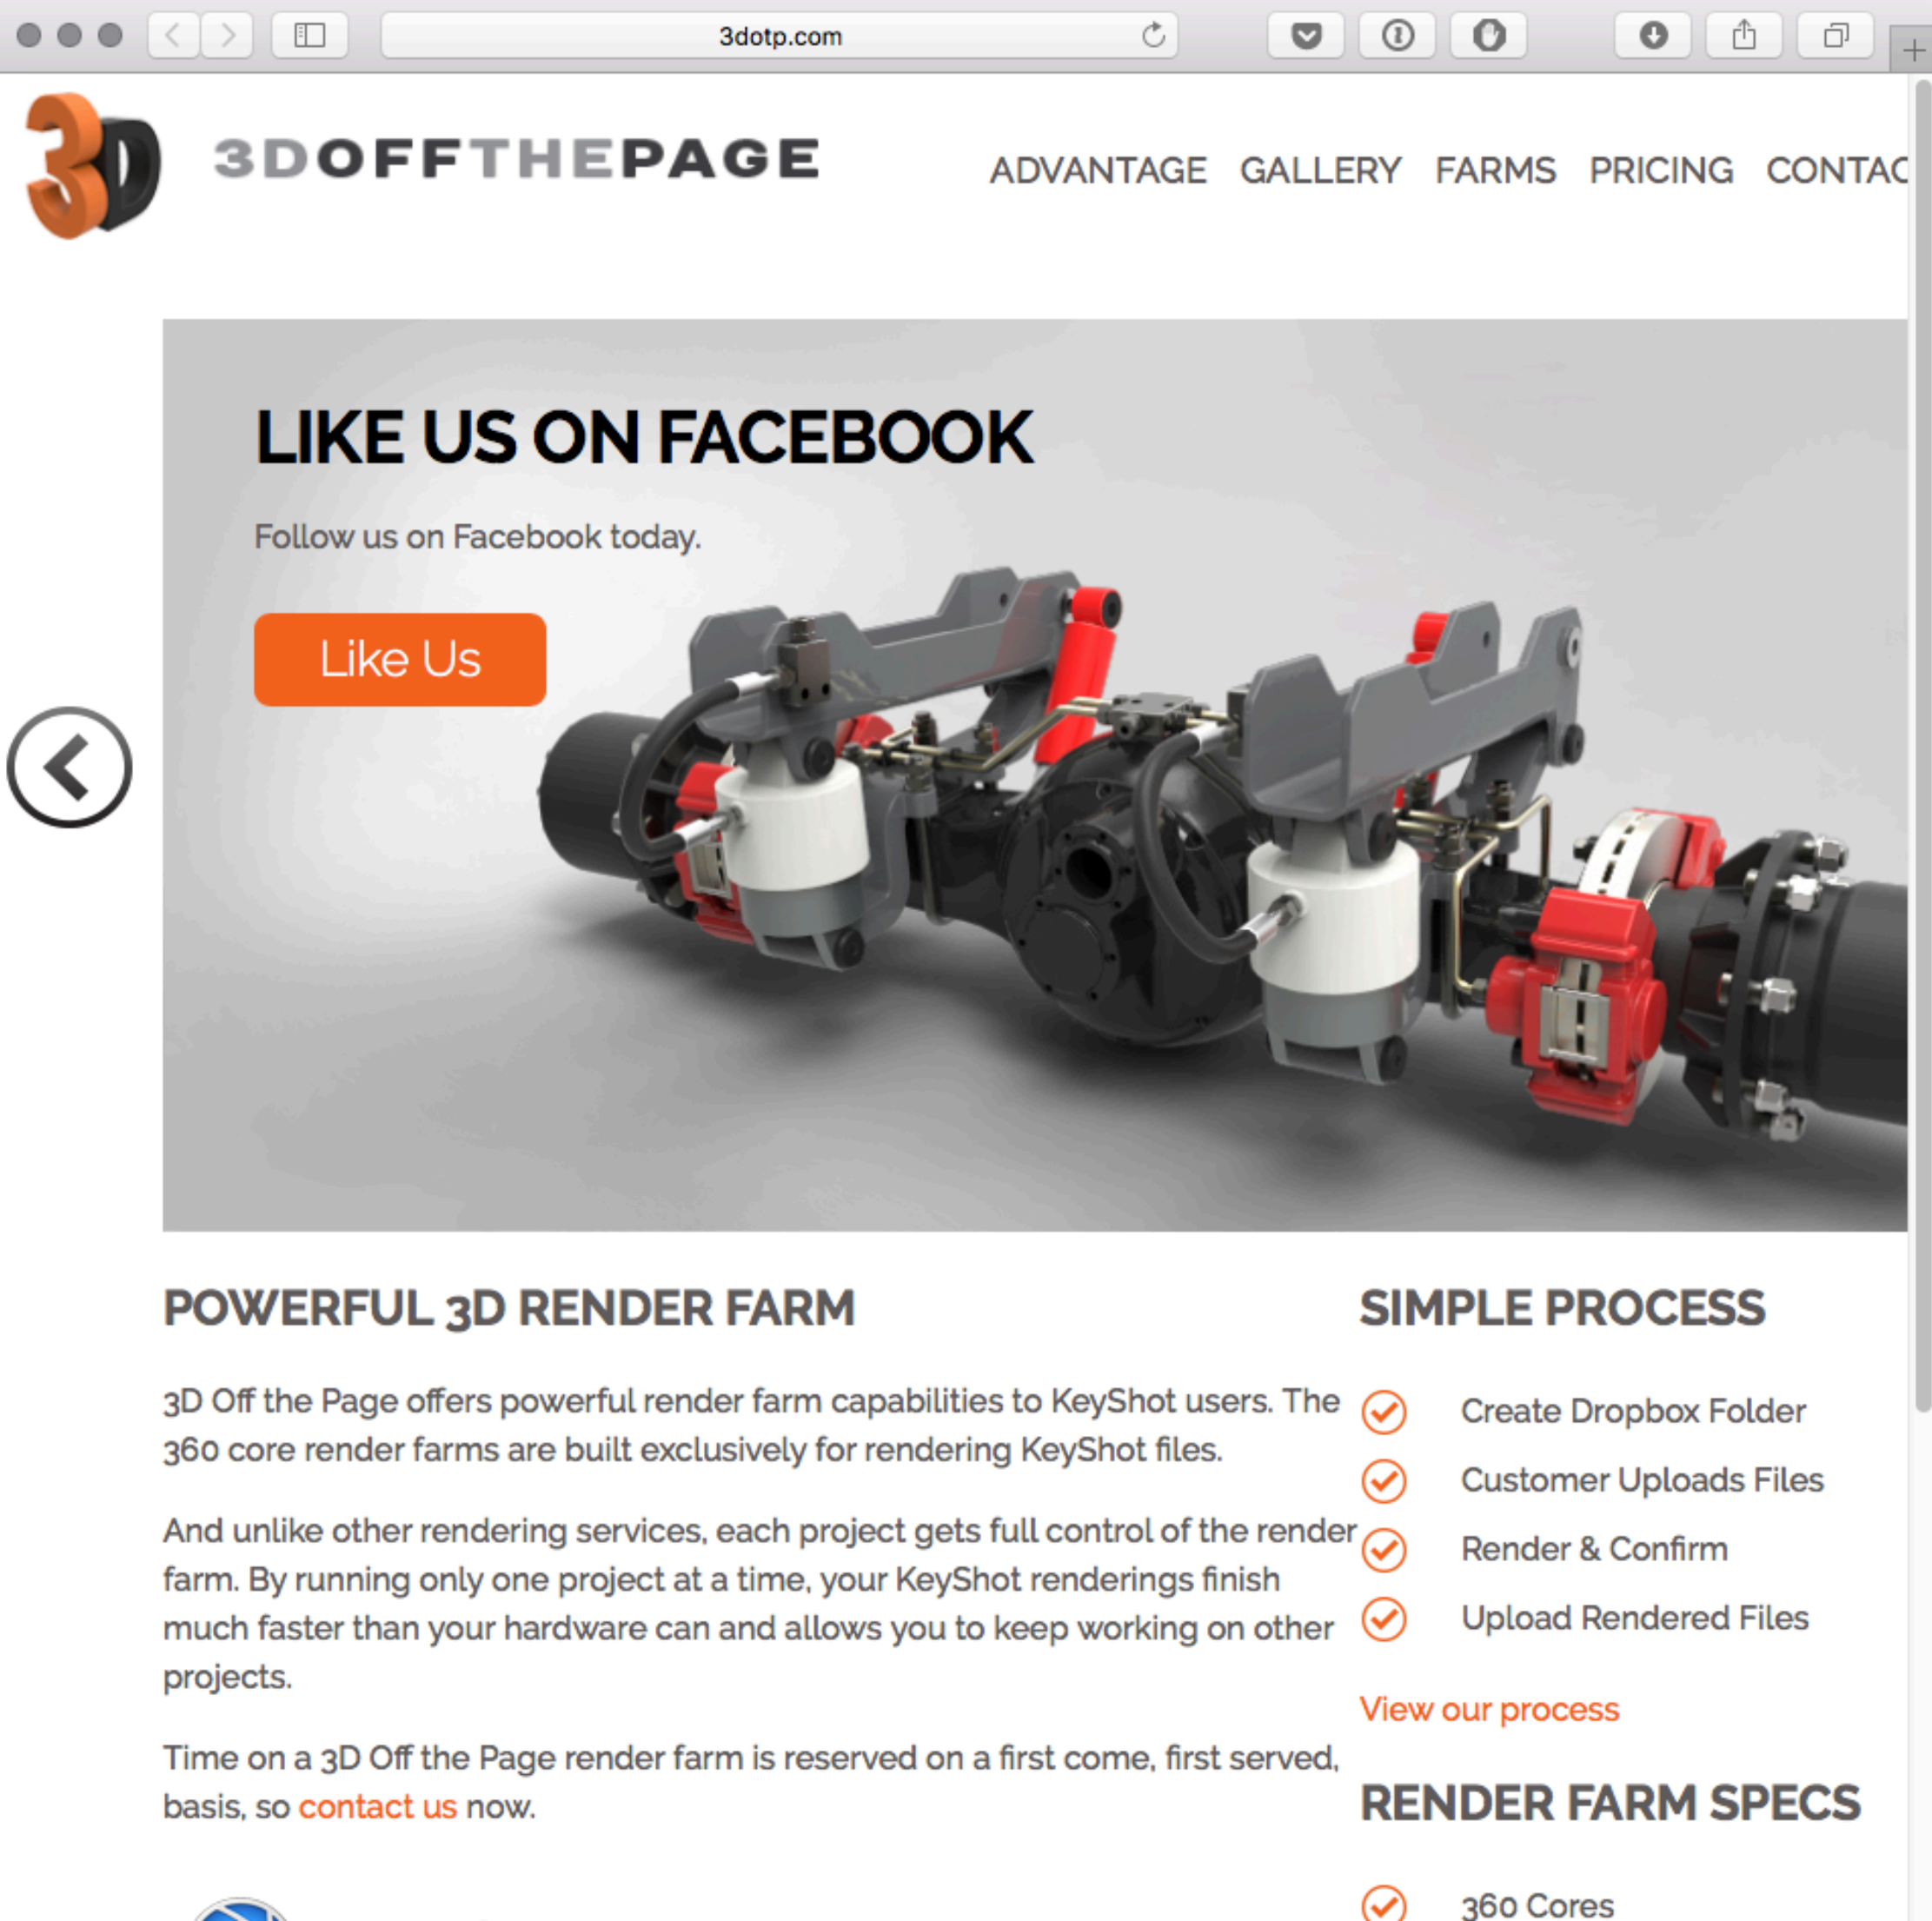 3dotp.com
3D
3DOFFTHEPAGE
ADVANTAGE GALLERY FARMS PRICING CONTAC
LIKE US ON FACEBOOK
Follow us on Facebook today.
Like Us
POWERFUL 3D RENDER FARM
3D Off the Page offers powerful render farm capabilities to KeyShot users. The
360 core render farms are built exclusively for rendering KeyShot files.
And unlike other rendering services, each project gets full control of the render
farm. By running only one project at a time, your KeyShot renderings finish
much faster than your hardware can and allows you to keep working on other
projects.
Time on a 3D Off the Page render farm is reserved on a first come, first served,
basis, so contact us now.
SIMPLE PROCESS
Create Dropbox Folder
Customer Uploads Files
Render & Confirm
Upload Rendered Files
View our process
RENDER FARM SPECS
360 Cores